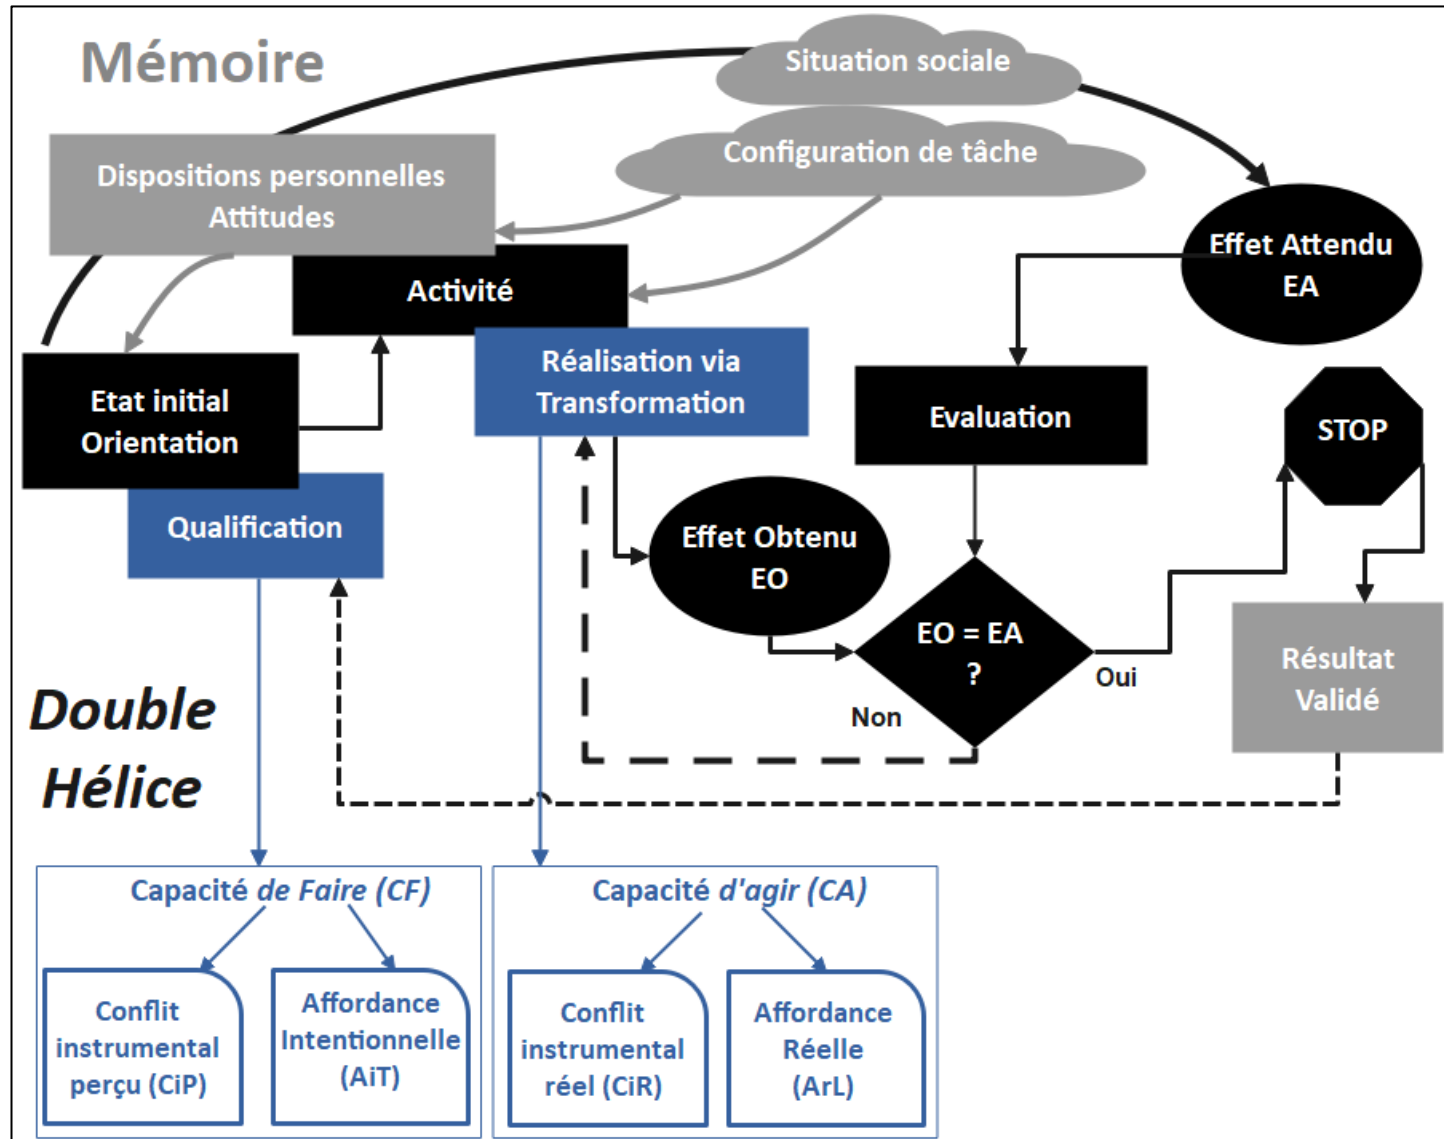 Mémoire
Situation sociale
Configuration de tâche
Dispositions personnelles
Attitudes
Effet Attendu
EA
Activité
Réalisation via
Transformation
Etat initial
Orientation
Evaluation
STOP
Qualification
Effet Obtenu
EO
EO = EA
?
Oui
Non
Résultat
Validé
Double
Hélice
Capacité de Faire (CF)
Conflit
instrumental
perçu (CiP)
Affordance
Intentionnelle
(AiT)
Capacité d'agir (CA)
Conflit
instrumental
réel (CiR)
Affordance
Réelle
(ArL)